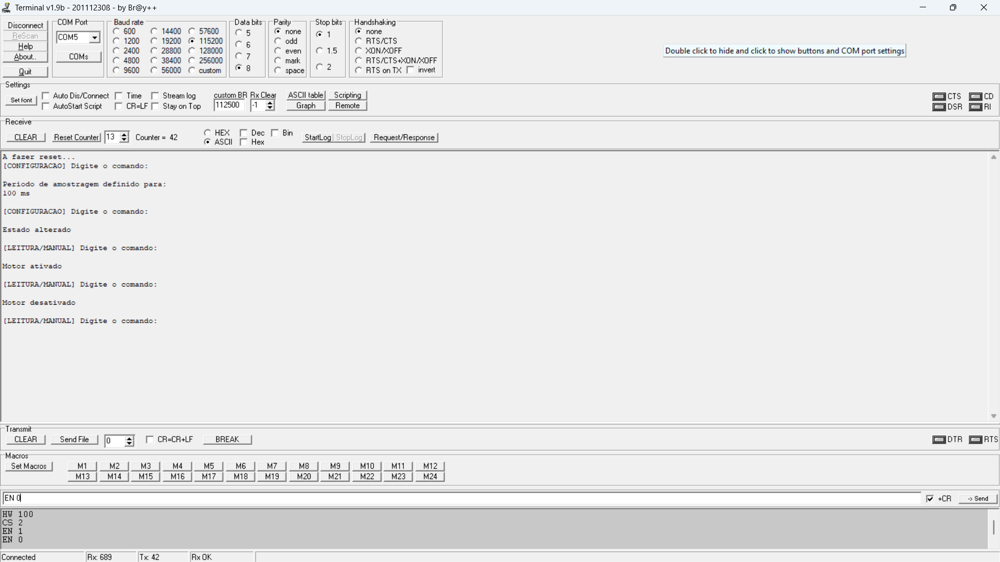 Terminal v1.9b - 20111230ß - by Br@y++
Disconnect
ReScan
Help
About..
Quit
COM Port
COM5
COMs
Baud rate
600 14400 57600
1200 19200 115200
2400 28800 128000
4800 38400 256000
9600 56000 custom
Data bits
5
6
7
8
Parity
none
odd
even
mark
space
Stop bits
1
1.5
2
Handshaking
none
RTS/CTS
XON/XOFF
RTS/CTS+XON/XOFF
RTS on TX invert
Double click to hide and click to show buttons and COM port settings
Settings
Set font
Auto Dis/Connect Time Stream log
AutoStart Script CR=LF Stay on Top
custom BR Rx Clear
112500 -1
ASCII table Scripting
Graph Remote
CTS CD
DSR RI
Receive
CLEAR Reset Counter 13 Counter = 42
HEX Dec Bin
ASCII Hex
StartLog StopLog Request/Response
A fazer reset...
[CONFIGURACAO] Digite o comando:
Periodo de amostragem definido para:
100 ms
[CONFIGURACAO] Digite o comando:
Estado alterado
[LEITURA/MANUAL] Digite o comando:
Motor ativado
[LEITURA/MANUAL] Digite o comando:
Motor desativado
[LEITURA/MANUAL] Digite o comando:
Transmit
CLEAR Send File 0 CR=CR+LF BREAK
DTR RTS
Macros
Set Macros
M1 M2 M3 M4 M5 M6 M7 M8 M9 M10 M11 M12
M13 M14 M15 M16 M17 M18 M19 M20 M21 M22 M23 M24
EN 0
+CR -> Send
HW 100
CS 2
EN 1
EN 0
Connected Rx: 689 Tx: 42 Rx OK